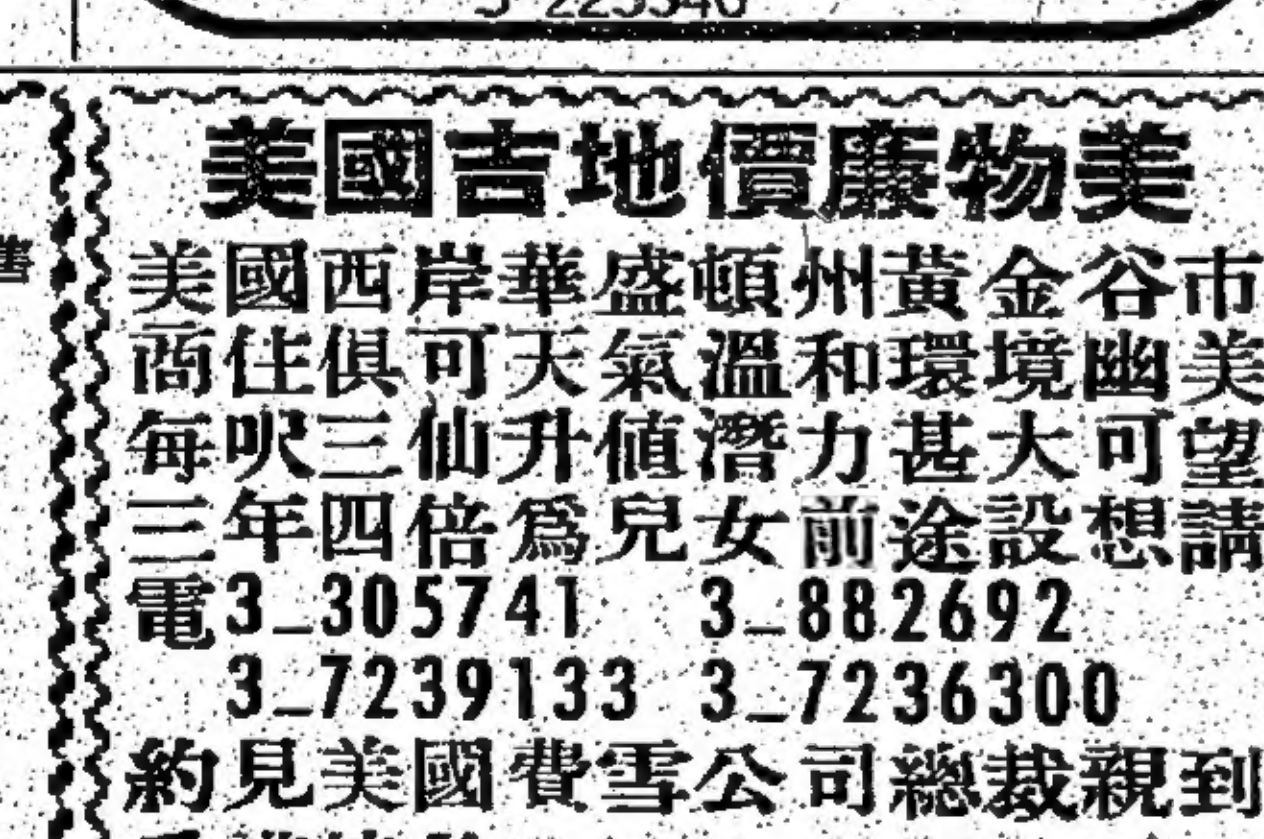 3 223346
美國吉地價廉物美
美國西岸華盛頓州黃金谷市
商住俱可天氣溫和環境幽美
每呎三仙升值潛力甚大可望
三年四倍爲兒女前途設想請
電3_305741 3_882692
3_7239133 3_7236300
約見美國費雪公司總裁親到
售